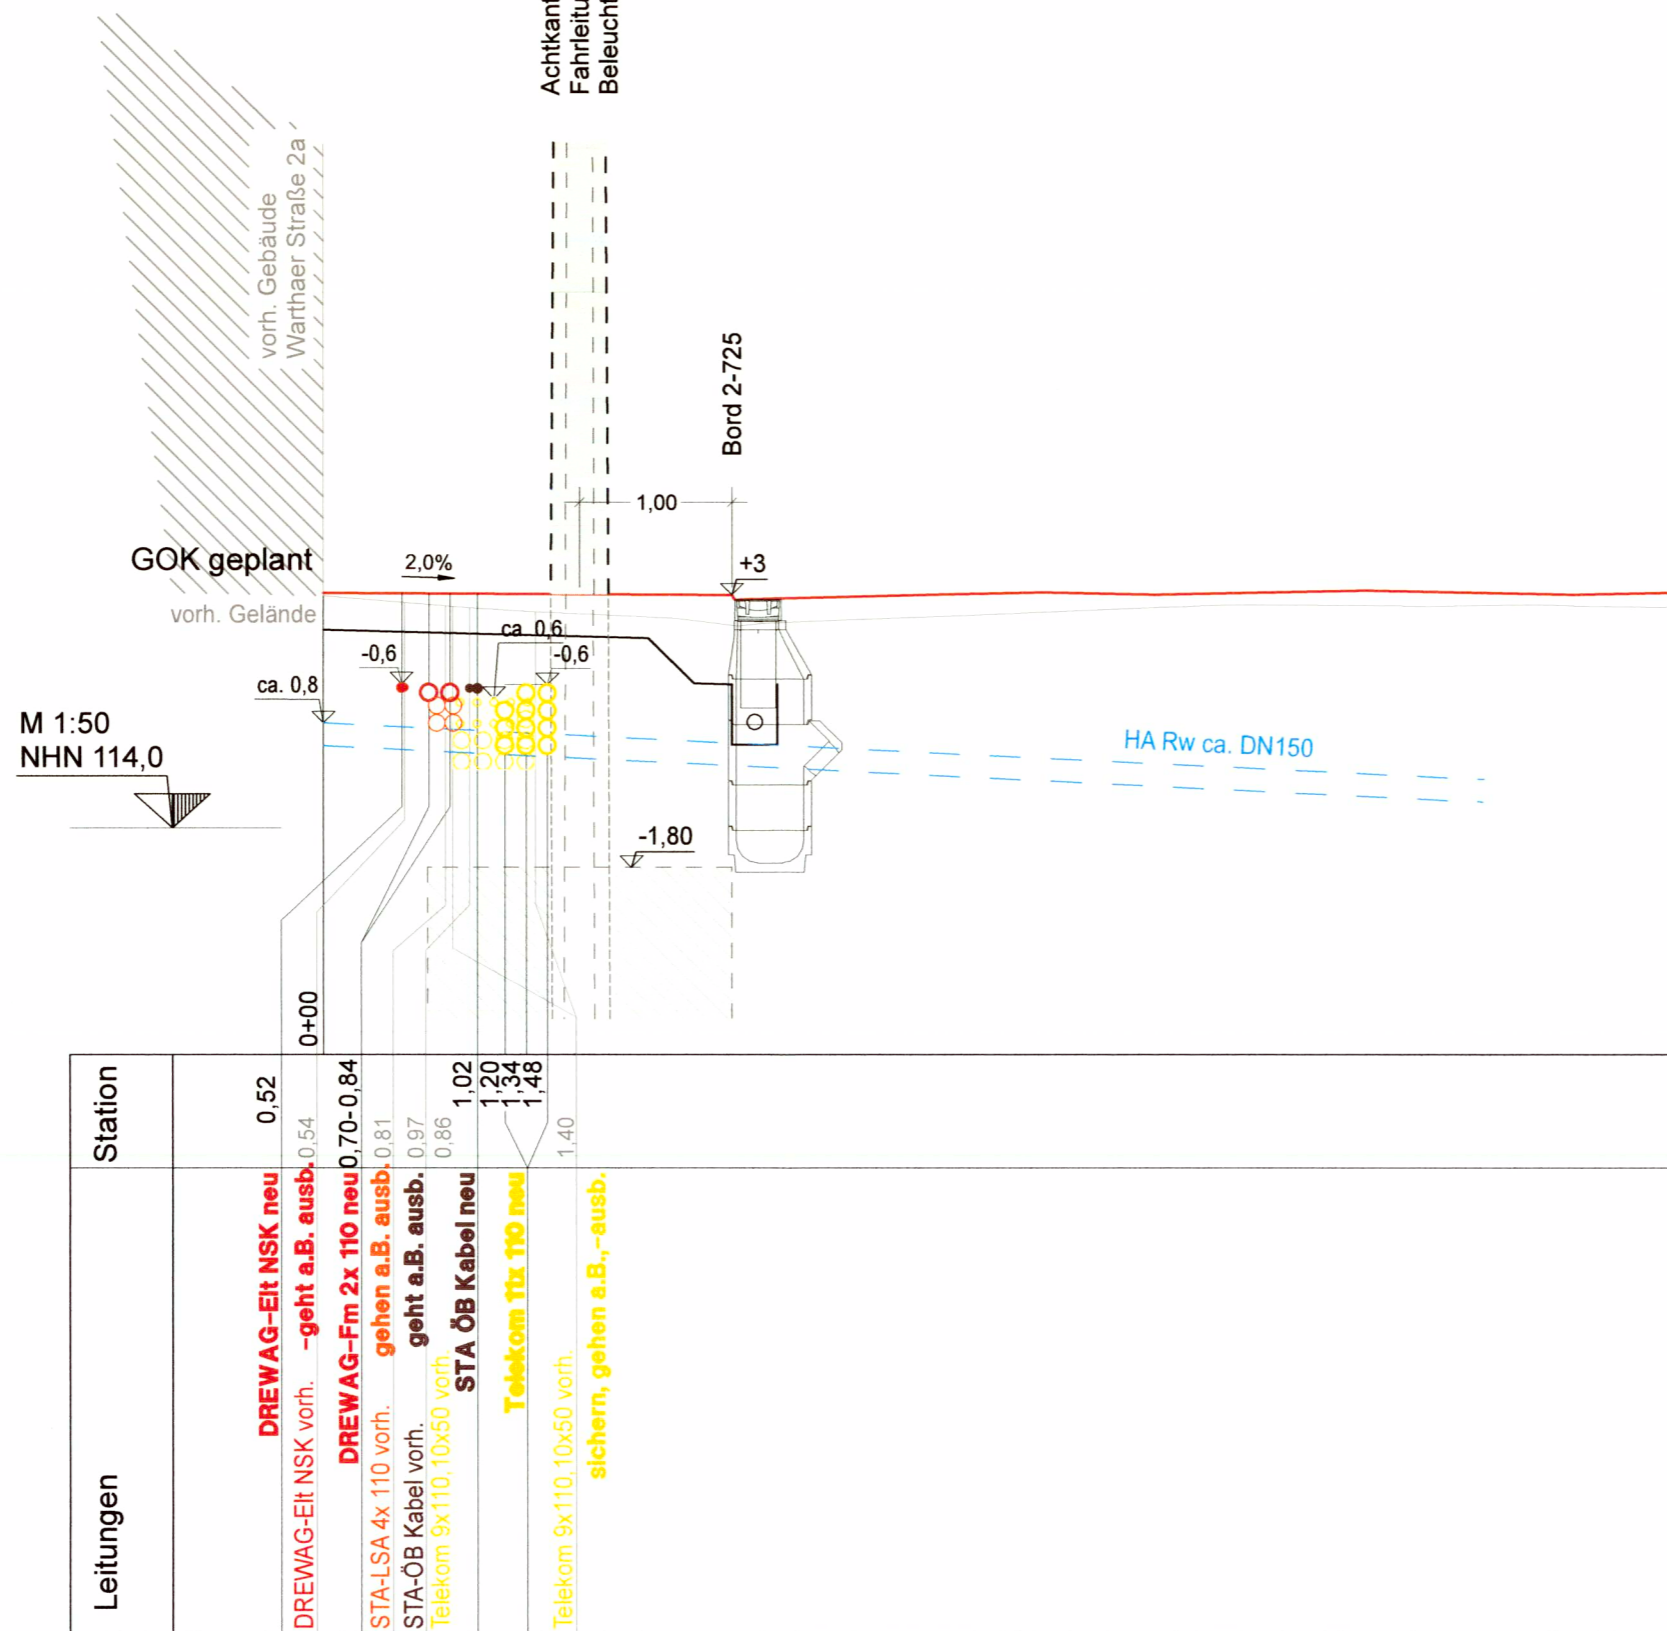 Achtkant
Fahrleitu
Beleucht
vorh. Gebäude
Warthaer Straße 2a
Bord 2-725
1,00
GOK geplant
2,0%
+3
vorh. Gelände
ca. 0,6
-0,6
-0,6
ca. 0,8
M 1:50
NHN 114,0
HA Rw ca. DN150
-1,80
0+00
Station
0,52
0,54
0,70-0,84
0,81
0,97
0,86
1,02
1,20
1,34
1,48
1,40
Leitungen
DREWAG-Elt NSK neu
DREWAG-Elt NSK vorh. -geht a.B. ausb.
DREWAG-Fm 2x 110 neu
STA-LSA 4x 110 vorh. gehen a.B. ausb.
STA-ÖB Kabel vorh. geht a.B. ausb.
Telekom 9x110,10x50 vorh.
STA ÖB Kabel neu
Telekom 11x 110 neu
Telekom 9x110,10x50 vorh.
sichern, gehen a.B.,-ausb.